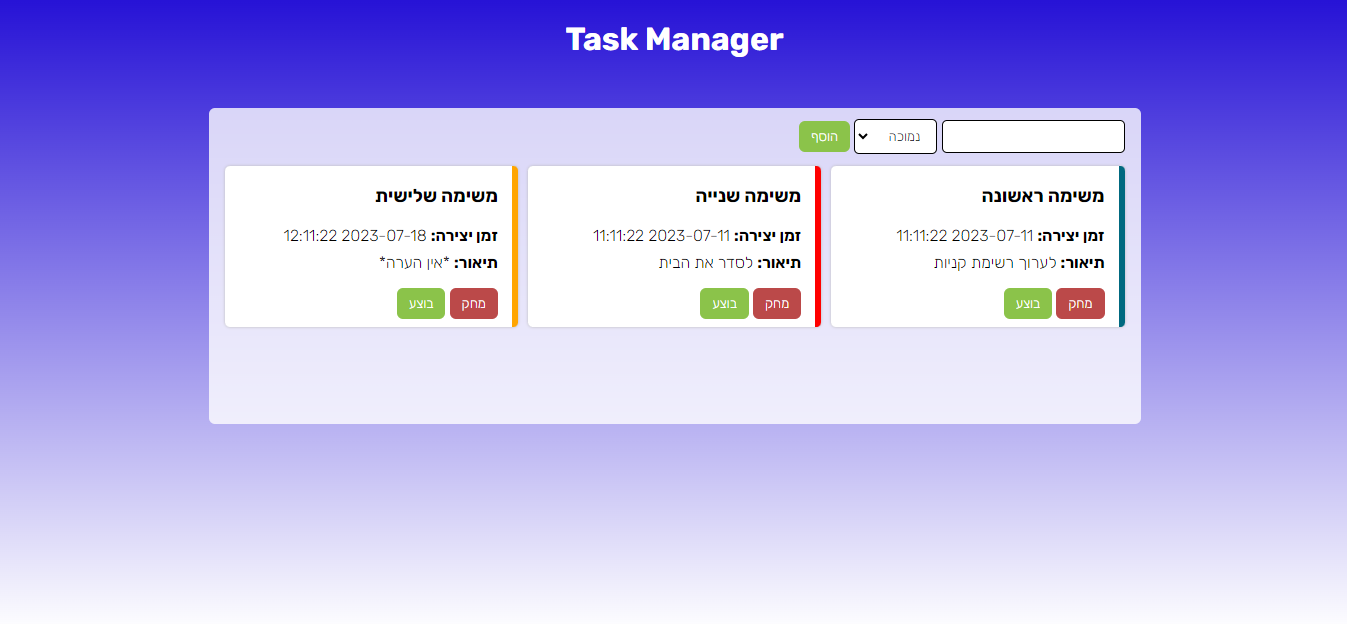 Task Manager
נמוכה הוסף
משימה ראשונה
זמן יצירה: 2023-07-11 11:11:22
תיאור: לערוך רשימת קניות
מחק בוצע
משימה שנייה
זמן יצירה: 2023-07-11 11:11:22
תיאור: לסדר את הבית
מחק בוצע
משימה שלישית
זמן יצירה: 2023-07-18 12:11:22
תיאור: *אין הערה*
מחק בוצע